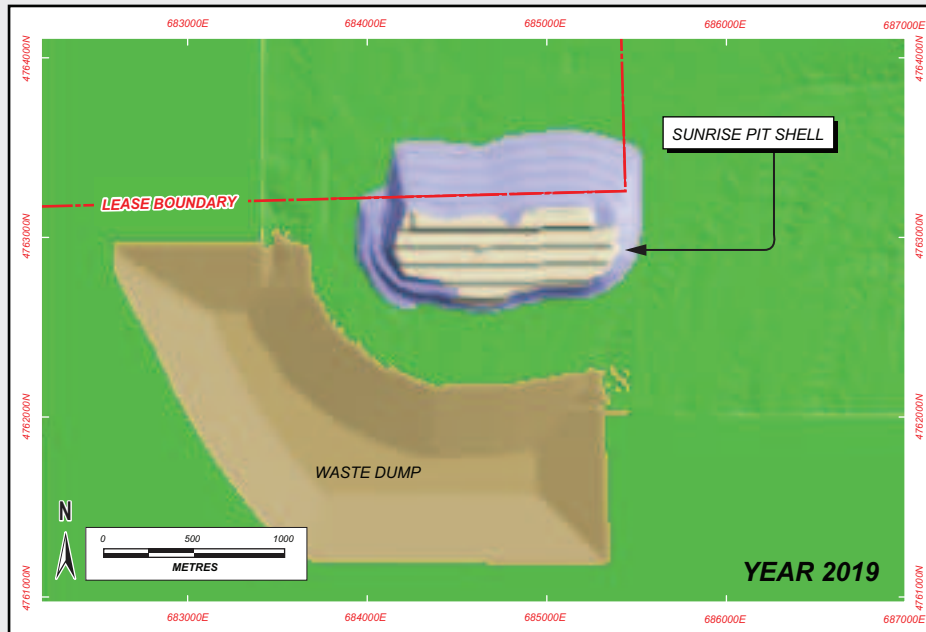 683000E 684000E 685000E 686000E 687000E
4764000N 4764000N
SUNRISE PIT SHELL
LEASE BOUNDARY
4763000N 4763000N
4762000N 4762000N
WASTE DUMP
N
0 500 1000
METRES
YEAR 2019
4761000N 4761000N
683000E 684000E 685000E 686000E 687000E